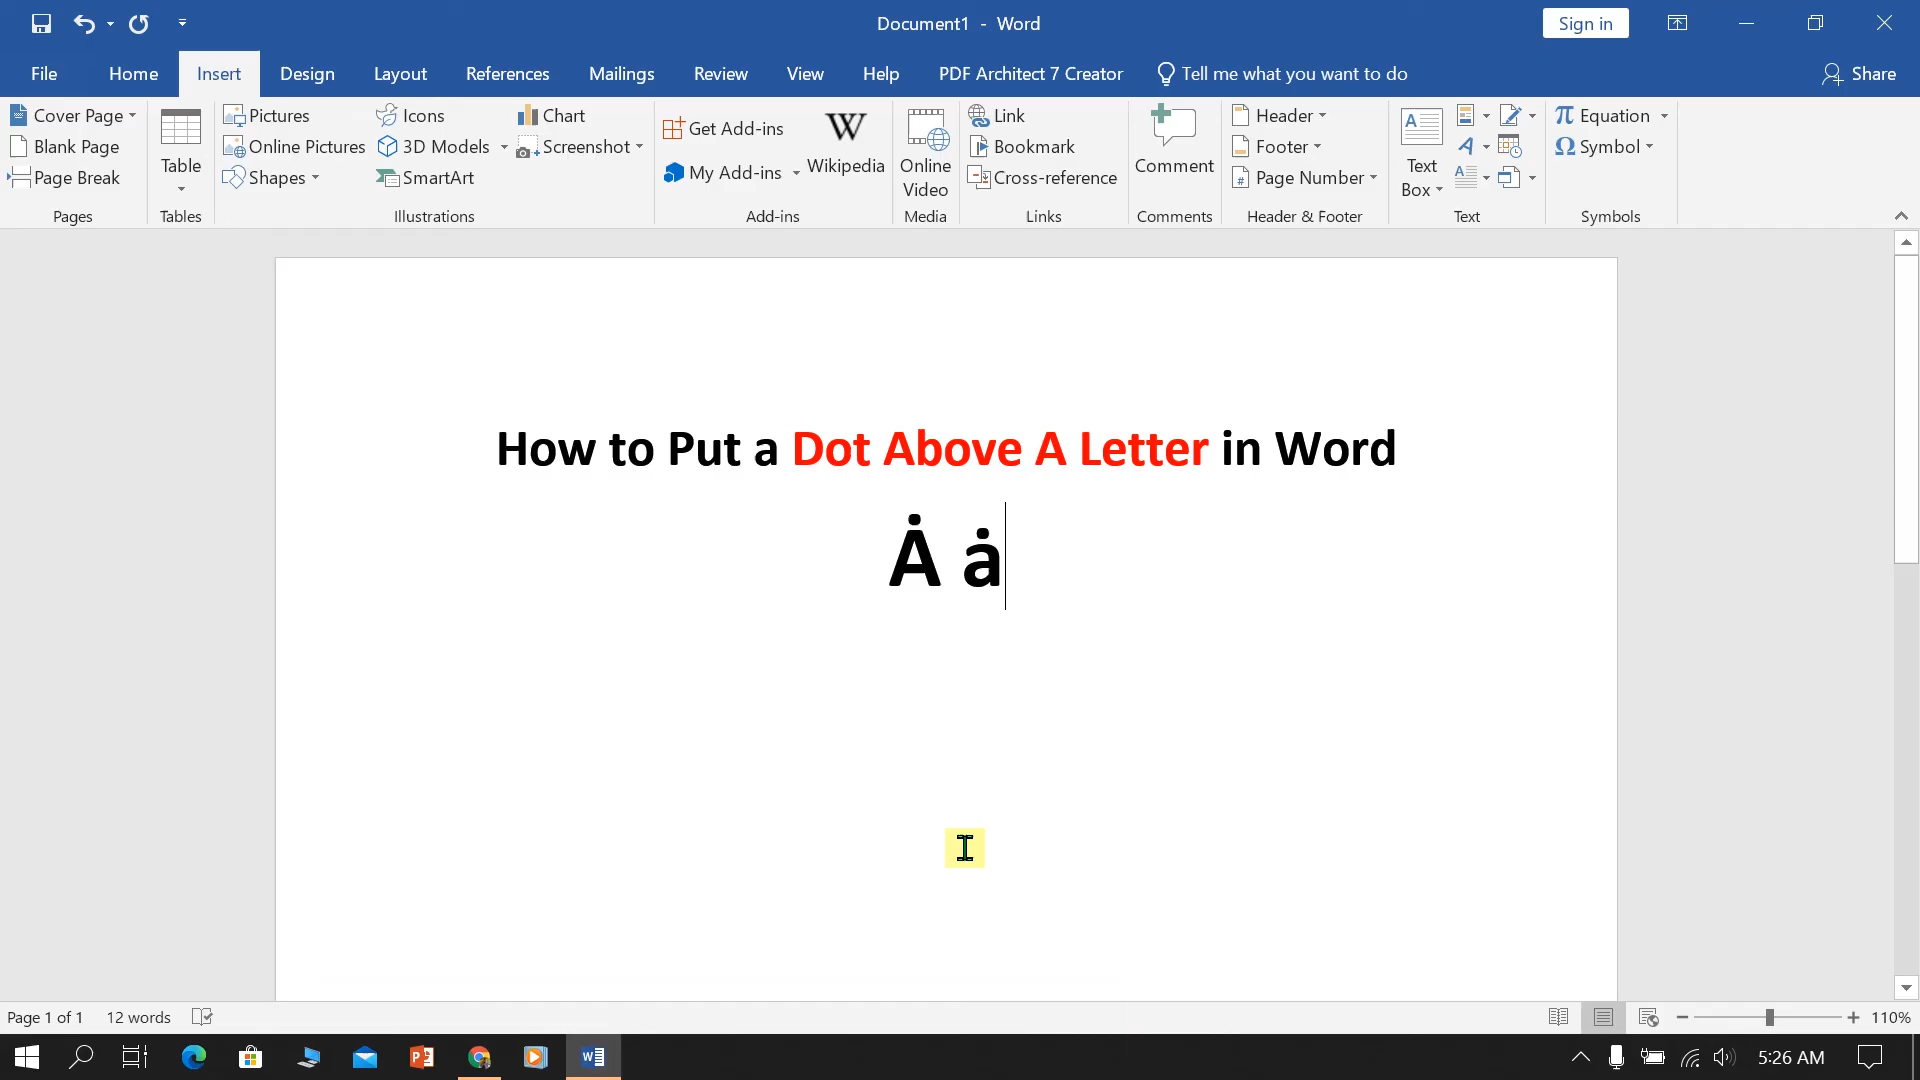 Document1 - Word
Sign in
File Home Insert Design Layout References Mailings Review View Help PDF Architect 7 Creator Tell me what you want to do Share
Cover Page
Blank Page
Page Break
Pages
Table
Tables
Pictures
Online Pictures
Shapes
Icons
3D Models
SmartArt
Chart
Screenshot
Illustrations
Get Add-ins
My Add-ins
W
Wikipedia
Add-ins
Online
Video
Media
Link
Bookmark
Cross-reference
Links
Comment
Comments
Header
Footer
Page Number
Header & Footer
Text
Box
Text
Equation
Symbol
Symbols
How to Put a Dot Above A Letter in Word
Ȧ ȧ
Page 1 of 1 12 words 110%
5:26 AM